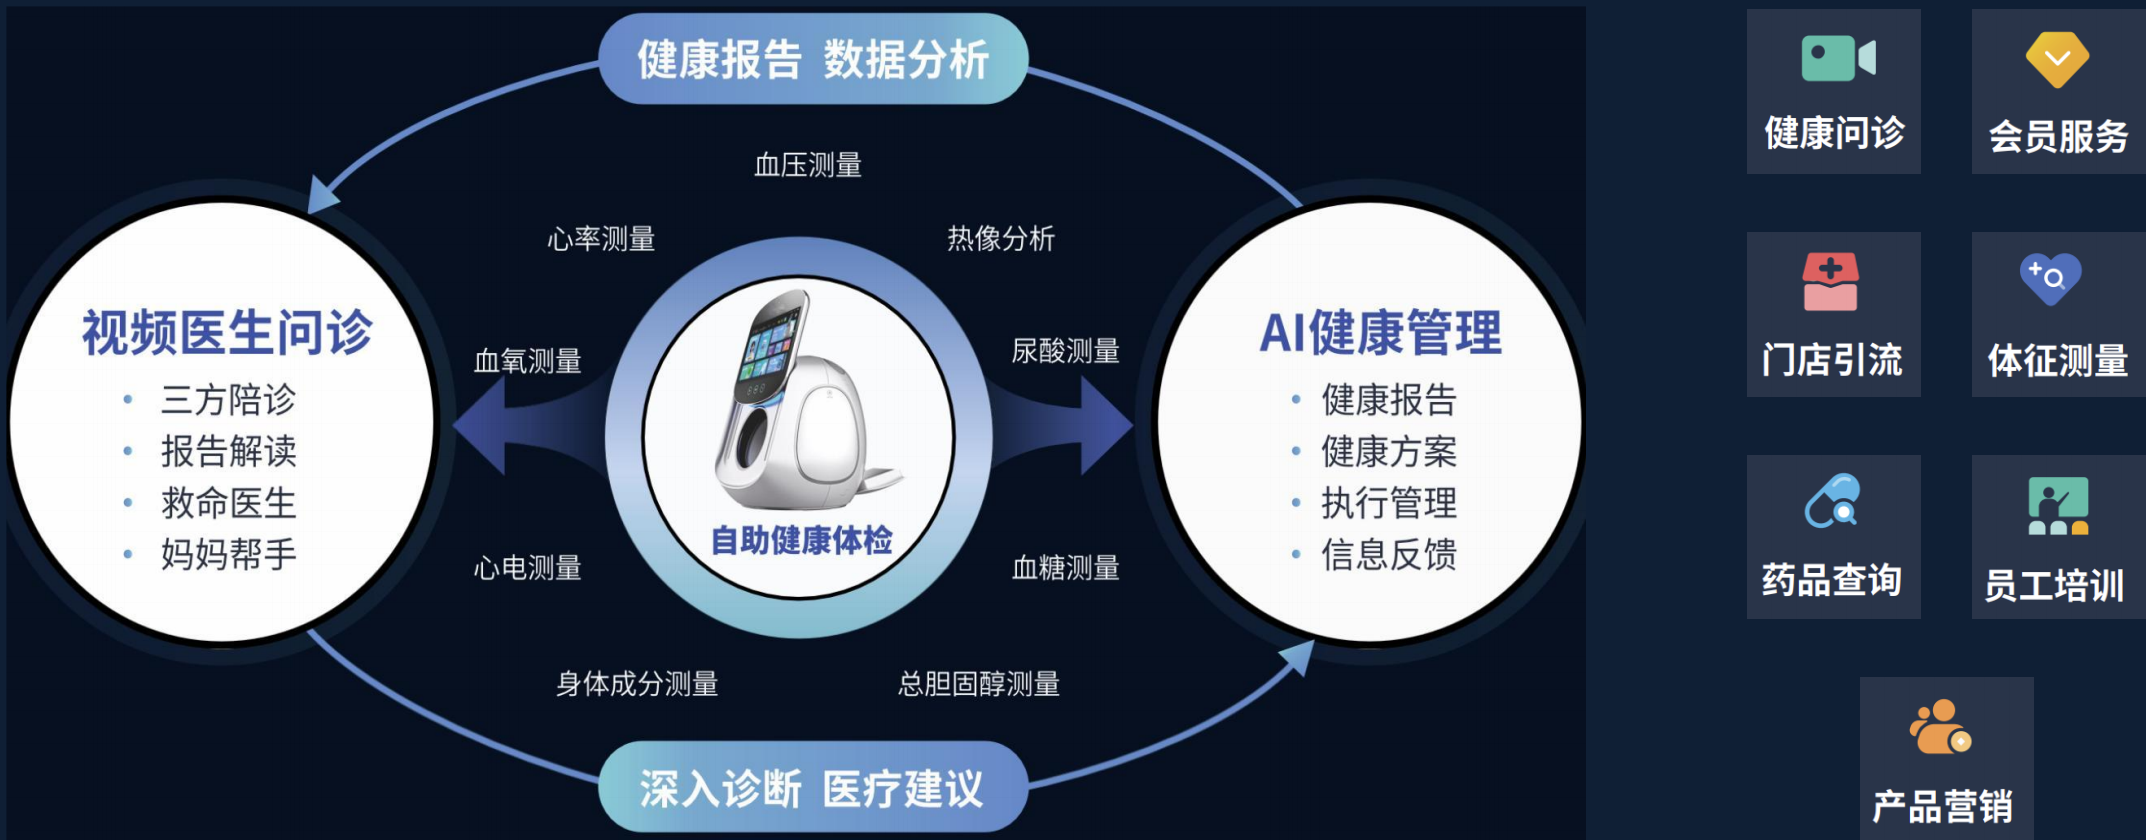 健康报告 数据分析
血压测量
心率测量
热像分析
血氧测量
尿酸测量
心电测量
血糖测量
身体成分测量
总胆固醇测量
自助健康体检
视频医生问诊
• 三方陪诊
• 报告解读
• 救命医生
• 妈妈帮手
AI健康管理
• 健康报告
• 健康方案
• 执行管理
• 信息反馈
深入诊断 医疗建议
健康问诊
会员服务
门店引流
体征测量
药品查询
员工培训
产品营销